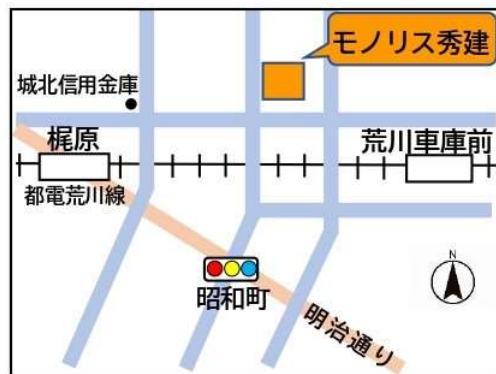 モノリス秀建
城北信用金庫
梶原
荒川車庫前
都電荒川線
昭和町
明治通り
N